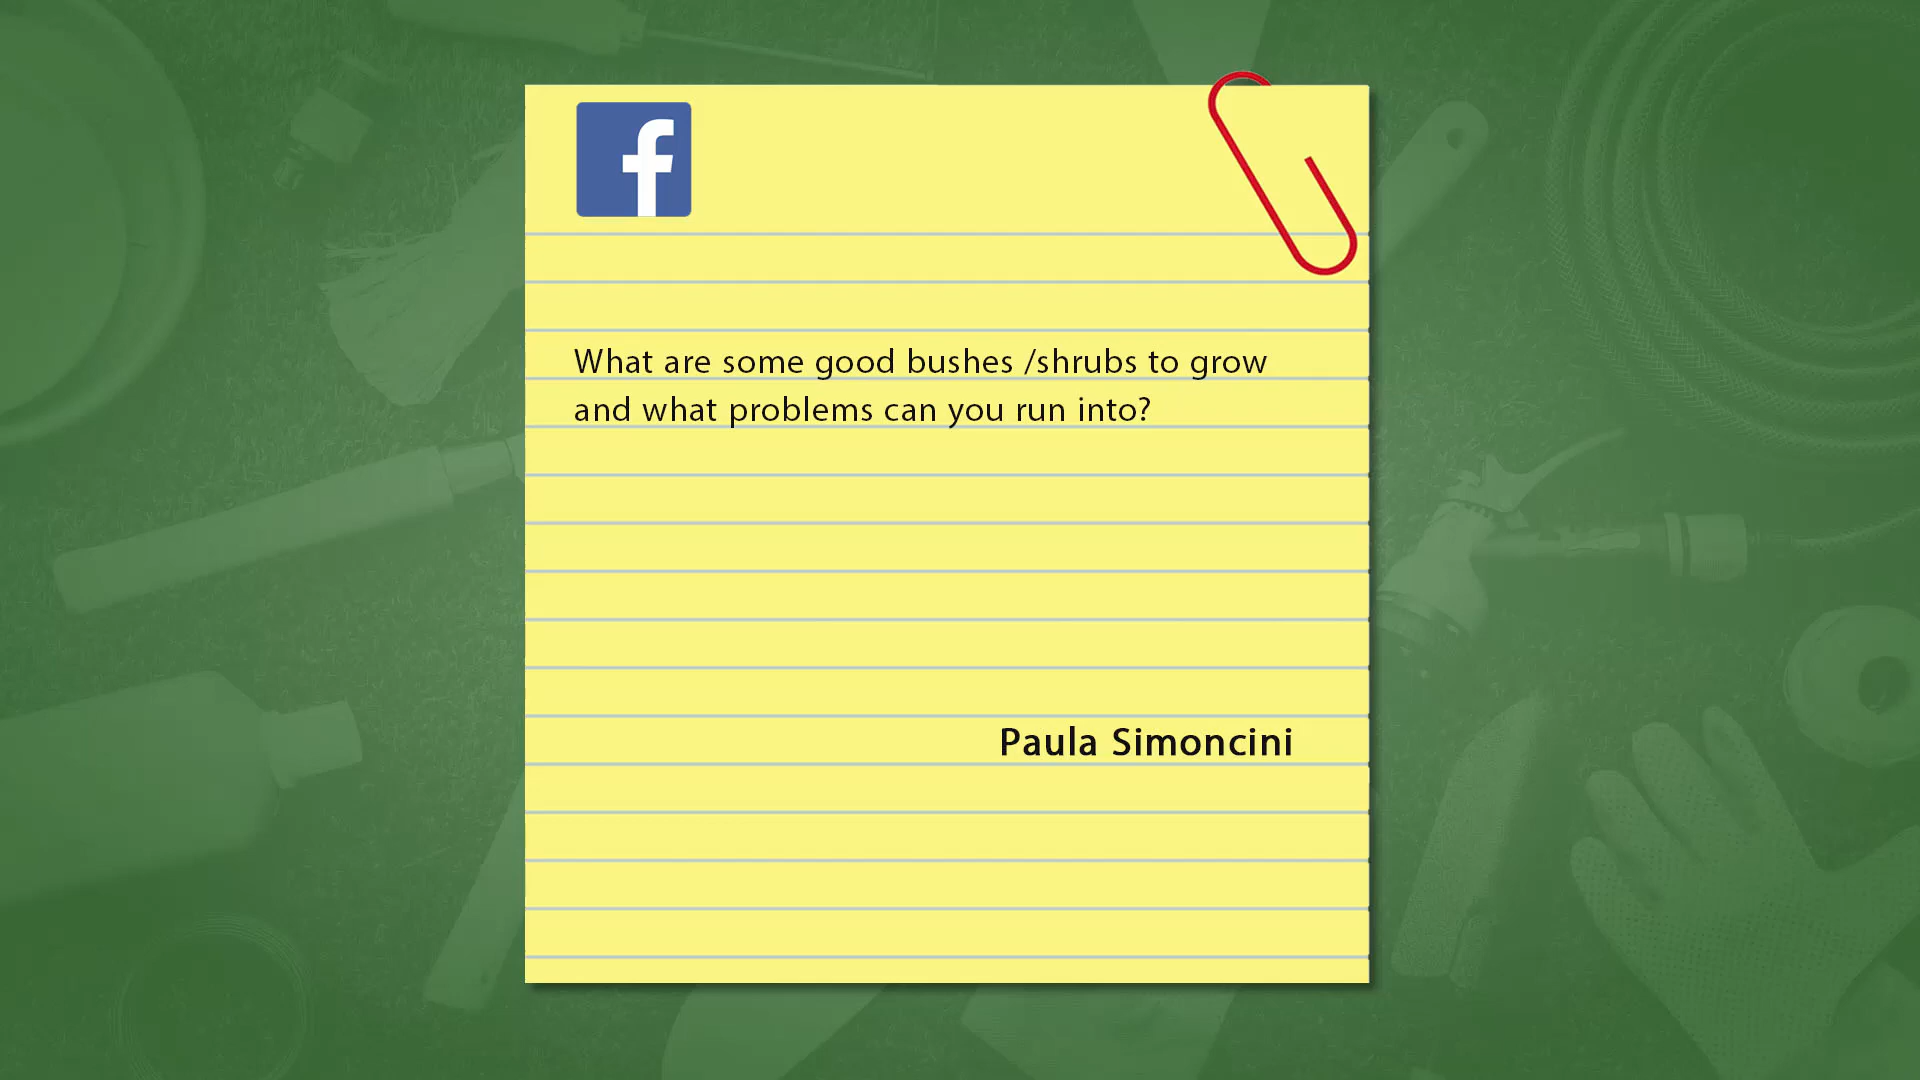 f
What are some good bushes /shrubs to grow
and what problems can you run into?
Paula Simoncini